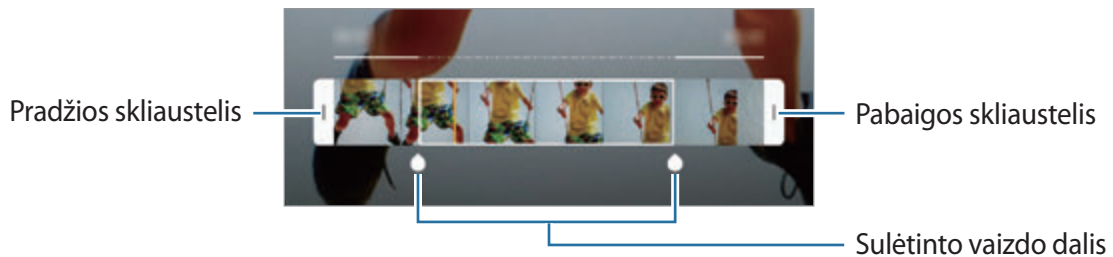 Pradžios skliaustelis
Pabaigos skliaustelis
Sulėtinto vaizdo dalis